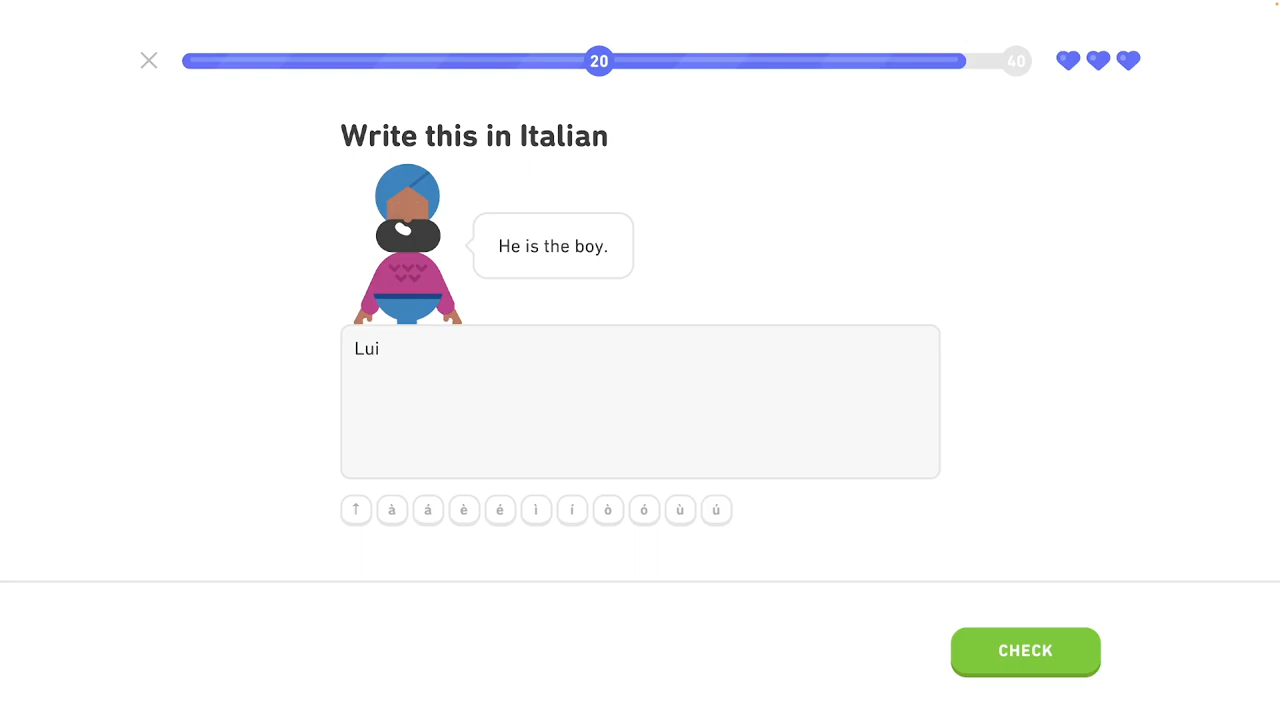 20
40
Write this in Italian
He is the boy.
Lui
↑ à á è é ì í ò ó ù ú
CHECK